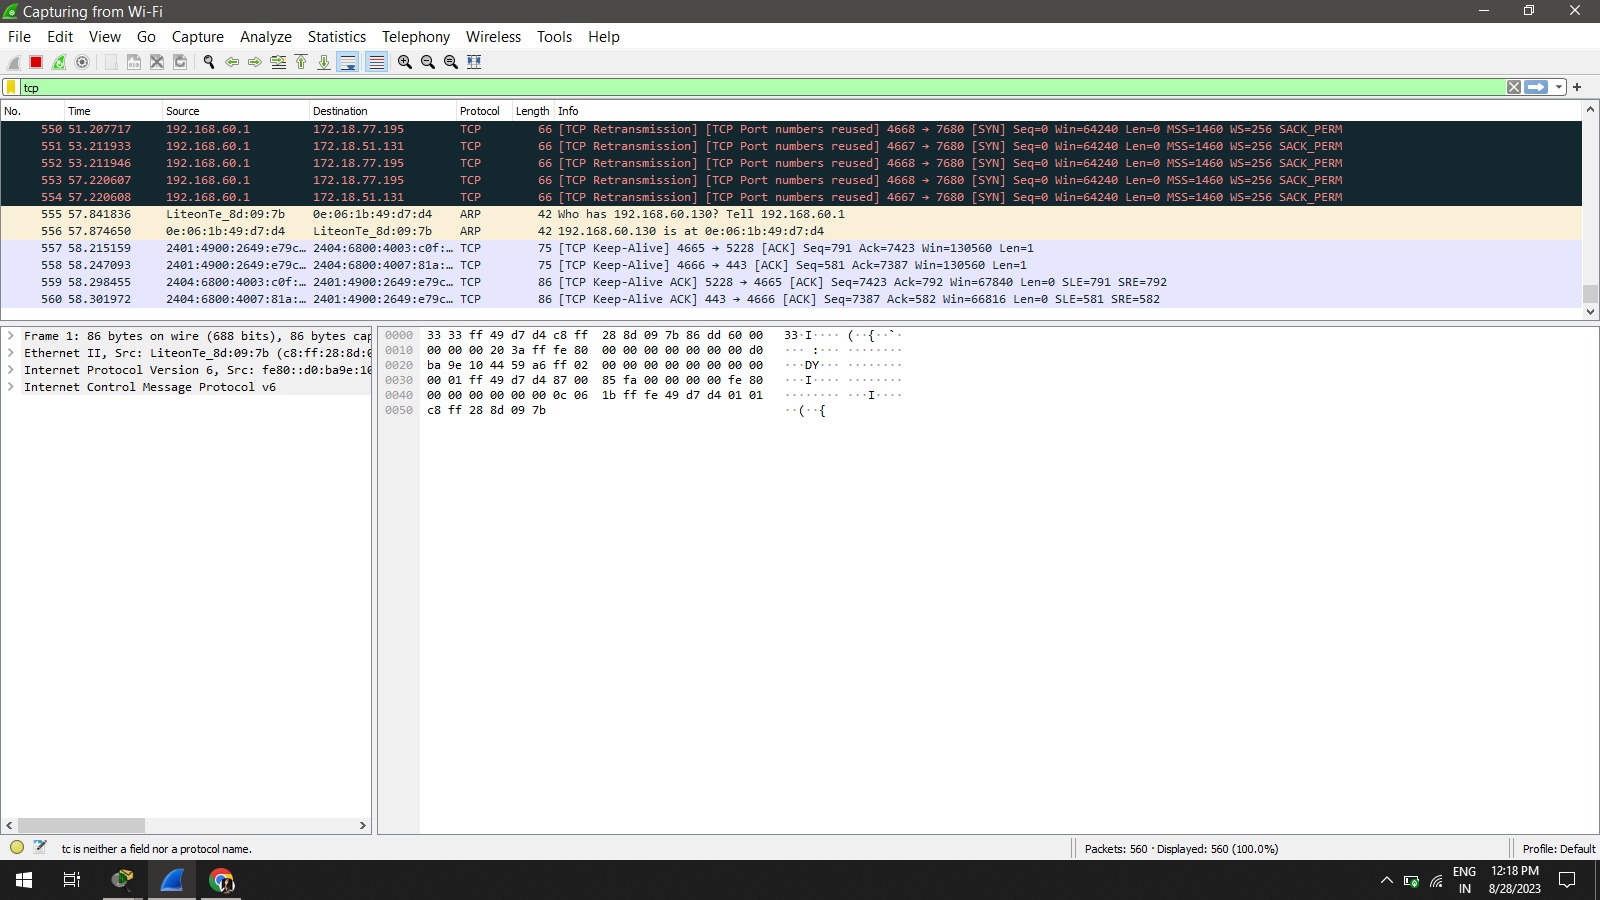 Capturing from Wi-Fi
File Edit View Go Capture Analyze Statistics Telephony Wireless Tools Help
tcp
No. Time Source Destination Protocol Length Info
550 51.207717 192.168.60.1 172.18.77.195 TCP 66 [TCP Retransmission] [TCP Port numbers reused] 4668 → 7680 [SYN] Seq=0 Win=64240 Len=0 MSS=1460 WS=256 SACK_PERM
551 53.211933 192.168.60.1 172.18.51.131 TCP 66 [TCP Retransmission] [TCP Port numbers reused] 4667 → 7680 [SYN] Seq=0 Win=64240 Len=0 MSS=1460 WS=256 SACK_PERM
552 53.211946 192.168.60.1 172.18.77.195 TCP 66 [TCP Retransmission] [TCP Port numbers reused] 4668 → 7680 [SYN] Seq=0 Win=64240 Len=0 MSS=1460 WS=256 SACK_PERM
553 57.220607 192.168.60.1 172.18.77.195 TCP 66 [TCP Retransmission] [TCP Port numbers reused] 4668 → 7680 [SYN] Seq=0 Win=64240 Len=0 MSS=1460 WS=256 SACK_PERM
554 57.220608 192.168.60.1 172.18.51.131 TCP 66 [TCP Retransmission] [TCP Port numbers reused] 4667 → 7680 [SYN] Seq=0 Win=64240 Len=0 MSS=1460 WS=256 SACK_PERM
555 57.841836 LiteonTe_8d:09:7b 0e:06:1b:49:d7:d4 ARP 42 Who has 192.168.60.130? Tell 192.168.60.1
556 57.874650 0e:06:1b:49:d7:d4 LiteonTe_8d:09:7b ARP 42 192.168.60.130 is at 0e:06:1b:49:d7:d4
557 58.215159 2401:4900:2649:e79c… 2404:6800:4003:c0f:… TCP 75 [TCP Keep-Alive] 4665 → 5228 [ACK] Seq=791 Ack=7423 Win=130560 Len=1
558 58.247093 2401:4900:2649:e79c… 2404:6800:4007:81a:… TCP 75 [TCP Keep-Alive] 4666 → 443 [ACK] Seq=581 Ack=7387 Win=130560 Len=1
559 58.298455 2404:6800:4003:c0f:… 2401:4900:2649:e79c… TCP 86 [TCP Keep-Alive ACK] 5228 → 4665 [ACK] Seq=7423 Ack=792 Win=67840 Len=0 SLE=791 SRE=792
560 58.301972 2404:6800:4007:81a:… 2401:4900:2649:e79c… TCP 86 [TCP Keep-Alive ACK] 443 → 4666 [ACK] Seq=7387 Ack=582 Win=66816 Len=0 SLE=581 SRE=582
Frame 1: 86 bytes on wire (688 bits), 86 bytes cap
Ethernet II, Src: LiteonTe_8d:09:7b (c8:ff:28:8d:0
Internet Protocol Version 6, Src: fe80::d0:ba9e:10
Internet Control Message Protocol v6
0000 33 33 ff 49 d7 d4 c8 ff 28 8d 09 7b 86 dd 60 00 33·I···· (··{··`·
0010 00 00 00 20 3a ff fe 80 00 00 00 00 00 00 00 d0 ··· :··· ········
0020 ba 9e 10 44 59 a6 ff 02 00 00 00 00 00 00 00 00 ···DY··· ········
0030 00 01 ff 49 d7 d4 87 00 85 fa 00 00 00 00 fe 80 ···I···· ········
0040 00 00 00 00 00 00 0c 06 1b ff fe 49 d7 d4 01 01 ········ ···I····
0050 c8 ff 28 8d 09 7b ··(··{
tc is neither a field nor a protocol name.
Packets: 560 · Displayed: 560 (100.0%)
Profile: Default
ENG
IN
12:18 PM
8/28/2023